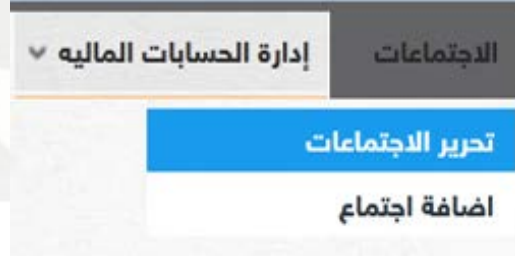 الاجتماعات إدارة الحسابات الماليه
تحرير الاجتماعات
اضافة اجتماع